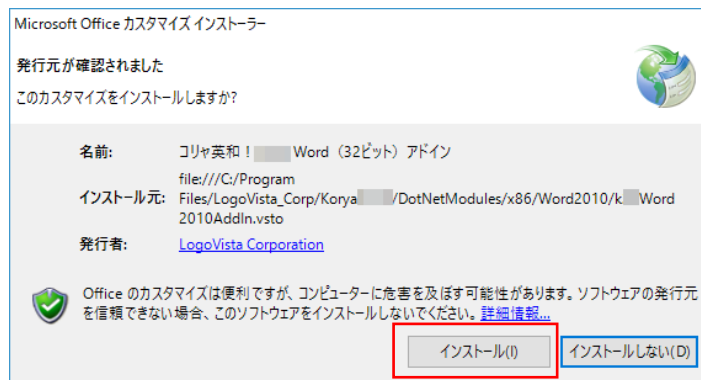 Microsoft Office カスタマイズ インストーラー
発行元が確認されました
このカスタマイズをインストールしますか?
名前: コリャ英和! Word (32ビット) アドイン
file:///C:/Program
インストール元: Files/LogoVista_Corp/Korya /DotNetModules/x86/Word2010/k Word
2010AddIn.vsto
発行者: LogoVista Corporation
Office のカスタマイズは便利ですが、コンピューターに危害を及ぼす可能性があります。ソフトウェアの発行元
を信頼できない場合、このソフトウェアをインストールしないでください。 詳細情報...
インストール(I) インストールしない(D)